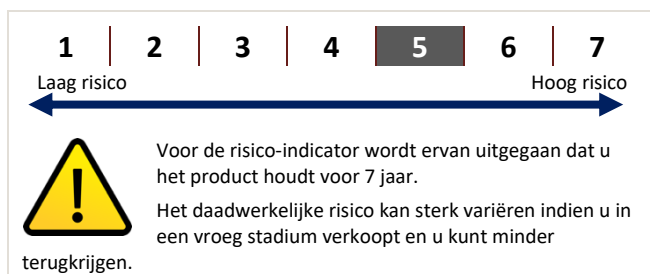 1 2 3 4 5 6 7
Laag risico Hoog risico
!
Voor de risico-indicator wordt ervan uitgegaan dat u
het product houdt voor 7 jaar.
Het daadwerkelijke risico kan sterk variëren indien u in
een vroeg stadium verkoopt en u kunt minder
terugkrijgen.